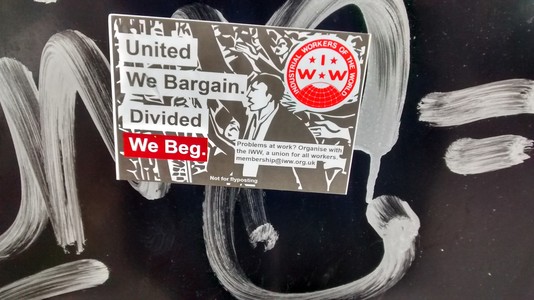 United
We Bargain.
Divided
We Beg.
INDUSTRIAL WORKERS OF THE WORLD
I
W W
Problems at work? Organise with
the IWW, a union for all workers.
membership@iww.org.uk
Not for flyposting